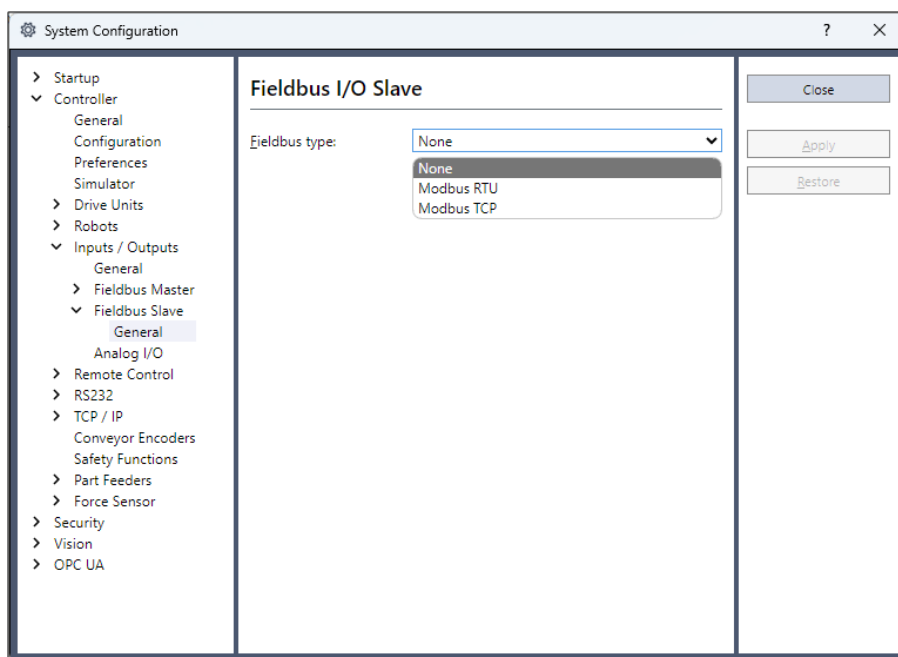 System Configuration
?
Startup
Controller
General
Configuration
Preferences
Simulator
Drive Units
Robots
Inputs / Outputs
General
Fieldbus Master
Fieldbus Slave
General
Analog I/O
Remote Control
RS232
TCP / IP
Conveyor Encoders
Safety Functions
Part Feeders
Force Sensor
Security
Vision
OPC UA
Fieldbus I/O Slave
Fieldbus type:
None
None
Modbus RTU
Modbus TCP
Close
Apply
Restore